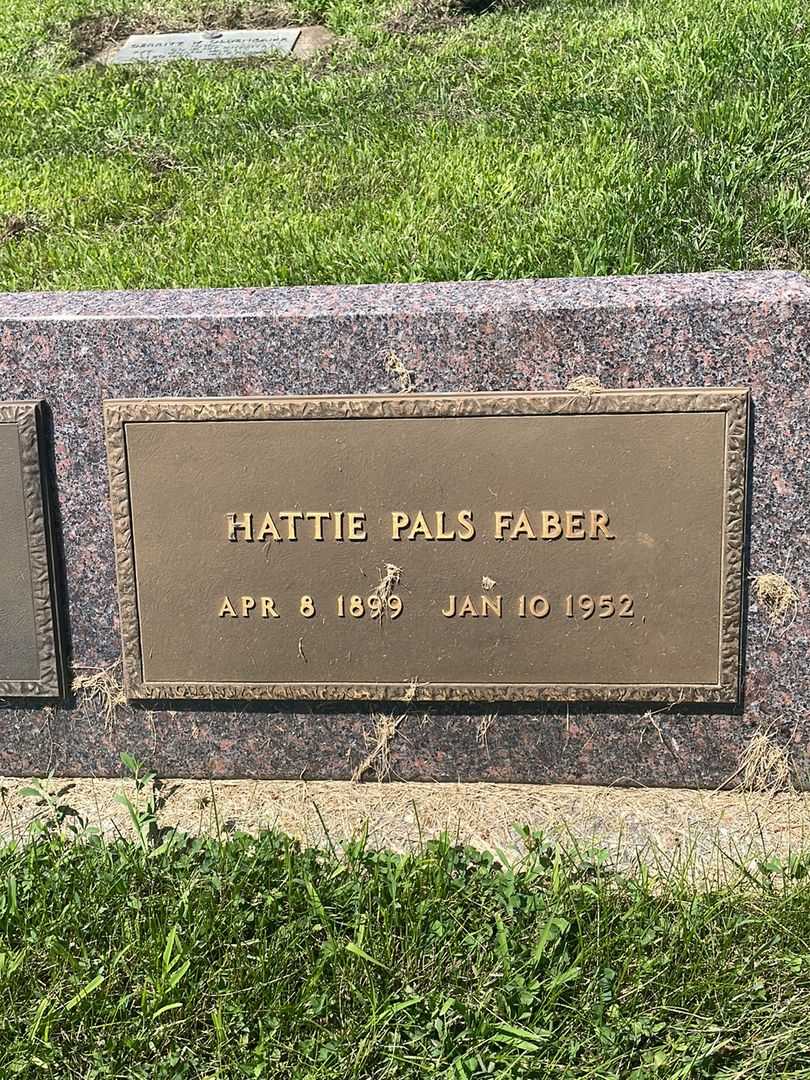 HATTIE PALS FABER
APR 8 1899 JAN 10 1952